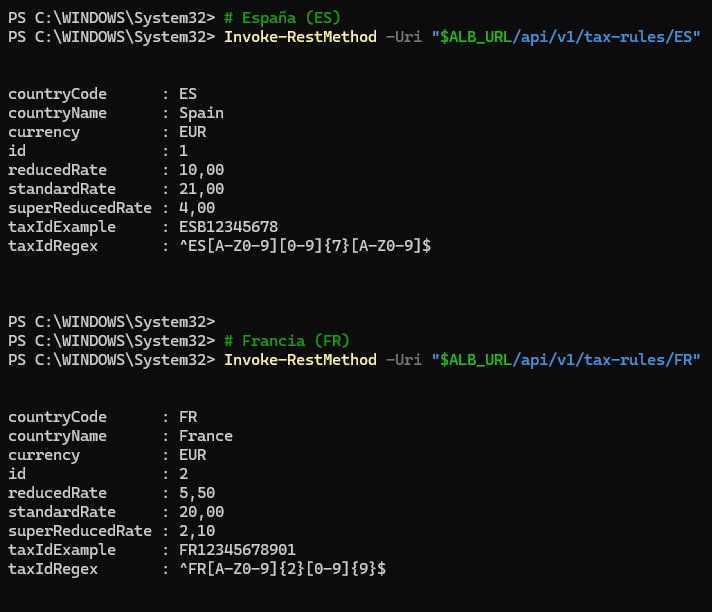 PS C:\WINDOWS\System32> # España (ES)
PS C:\WINDOWS\System32> Invoke-RestMethod -Uri "$ALB_URL/api/v1/tax-rules/ES"
countryCode      : ES
countryName      : Spain
currency         : EUR
id               : 1
reducedRate      : 10,00
standardRate     : 21,00
superReducedRate : 4,00
taxIdExample     : ESB12345678
taxIdRegex       : ^ES[A-Z0-9][0-9]{7}[A-Z0-9]$
PS C:\WINDOWS\System32>
PS C:\WINDOWS\System32> # Francia (FR)
PS C:\WINDOWS\System32> Invoke-RestMethod -Uri "$ALB_URL/api/v1/tax-rules/FR"
countryCode      : FR
countryName      : France
currency         : EUR
id               : 2
reducedRate      : 5,50
standardRate     : 20,00
superReducedRate : 2,10
taxIdExample     : FR12345678901
taxIdRegex       : ^FR[A-Z0-9]{2}[0-9]{9}$